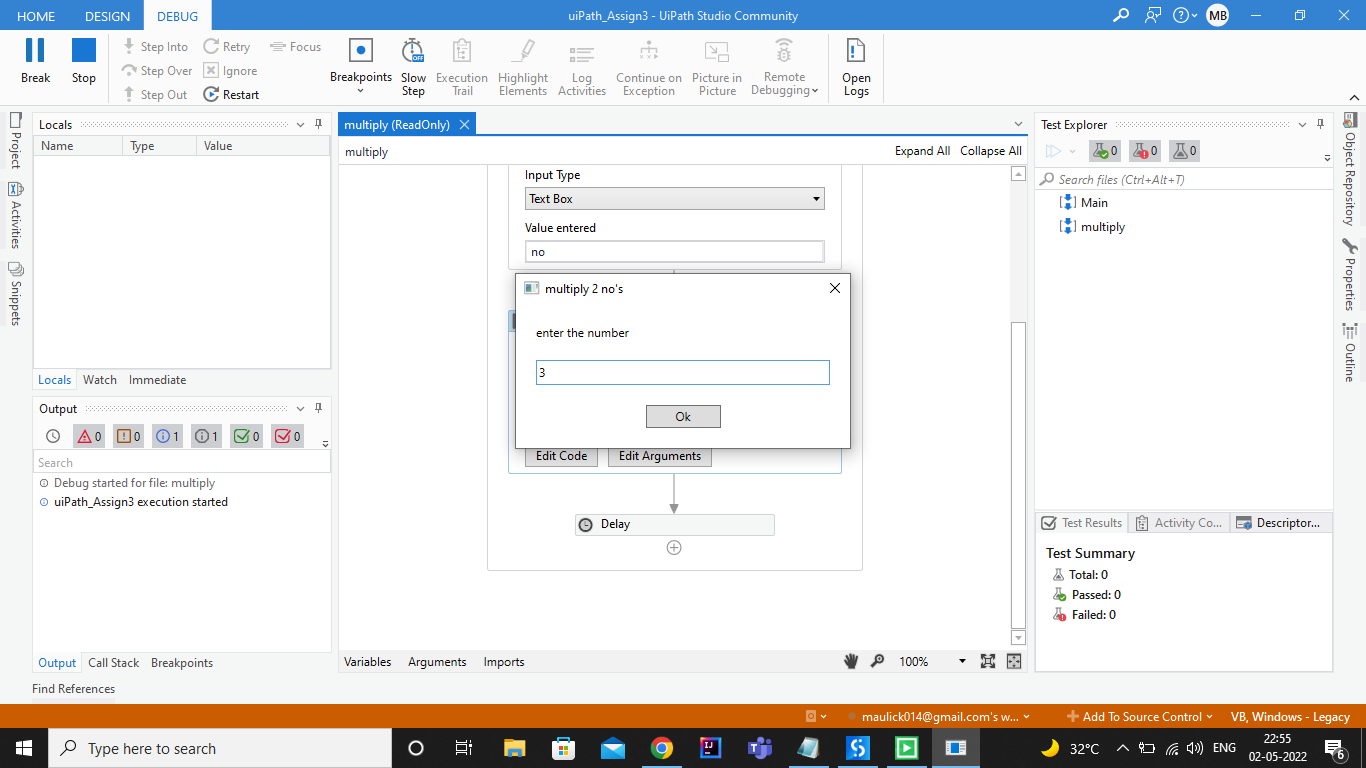 HOME DESIGN DEBUG
uiPath_Assign3 - UiPath Studio Community
MB
Break
Stop
Step Into
Step Over
Step Out
Retry
Ignore
Restart
Focus
Breakpoints
Slow Step
OFF
Execution Trail
Highlight Elements
Log Activities
Continue on Exception
Picture in Picture
Remote Debugging
Open Logs
Project
Activities
Snippets
Locals
Name Type Value
Locals Watch Immediate
Output
0 0 1 1 0 0
Search
Debug started for file: multiply
uiPath_Assign3 execution started
Output Call Stack Breakpoints
Find References
multiply (ReadOnly)
multiply
Expand All Collapse All
Input Type
Text Box
Value entered
no
multiply 2 no's
enter the number
3
Ok
Edit Code Edit Arguments
Delay
Variables Arguments Imports
100%
Test Explorer
0 0 0
Search files (Ctrl+Alt+T)
Main
multiply
Test Results Activity Co... Descriptor...
Test Summary
Total: 0
Passed: 0
Failed: 0
Object Repository
Properties
Outline
maulick014@gmail.com's w...
Add To Source Control
VB, Windows - Legacy
Type here to search
32°C
ENG
22:55
02-05-2022
6